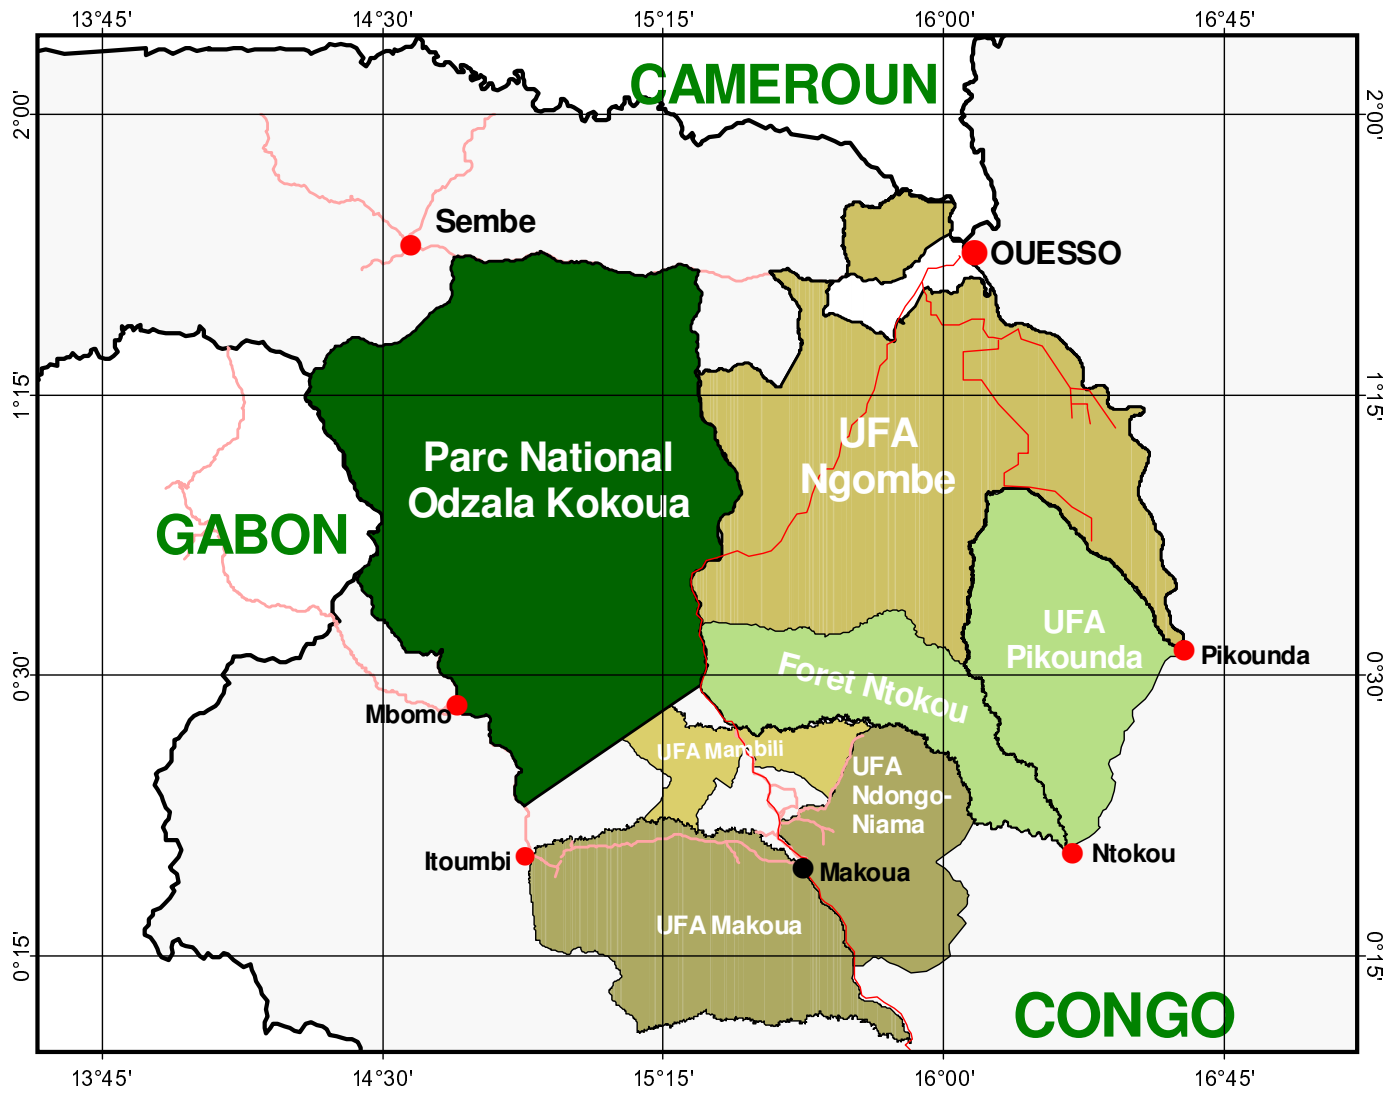 13°45'
14°30'
15°15'
16°00'
16°45'
CAMEROUN
2°00'
2°00'
Sembe
OUESSO
1°15'
1°15'
UFA
Ngombe
Parc National
Odzala Kokoua
GABON
UFA
Pikounda
Pikounda
0°30'
0°30'
Foret Ntokou
Mbomo
UFA Mambili
UFA
Ndongo-
Niama
Itoumbi
Makoua
Ntokou
UFA Makoua
0°15'
0°15'
CONGO
13°45'
14°30'
15°15'
16°00'
16°45'